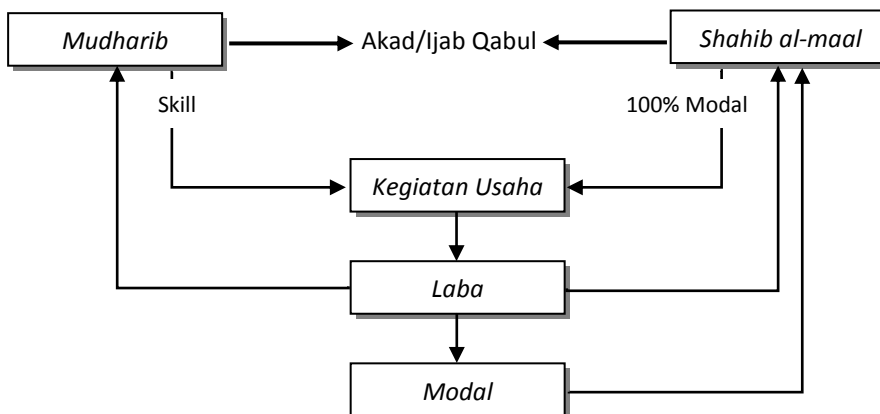 Mudharib
Akad/Ijab Qabul
Shahib al-maal
Skill
100% Modal
Kegiatan Usaha
Laba
Modal